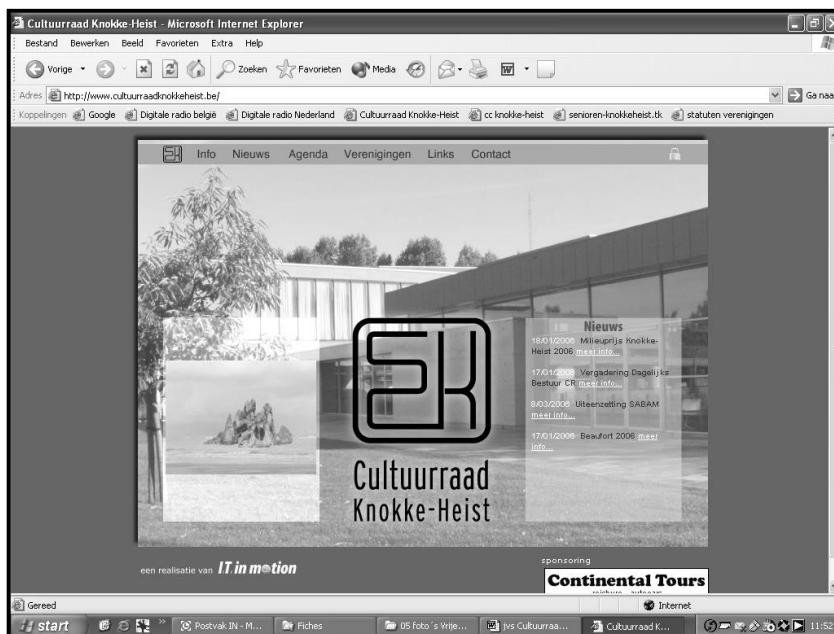 Cultuurraad Knokke-Heist - Microsoft Internet Explorer
Bestand Bewerken Beeld Favorieten Extra Help
Vorige Zoeken Favorieten Media
Adres http://www.cultuurraadknokkeheist.be/ Ga naar
Koppelingen Google Digitale radio belgië Digitale radio Nederland Cultuurraad Knokke-Heist cc knokke-heist senioren-knokkeheist.tk statuten verenigingen
Info Nieuws Agenda Verenigingen Links Contact
Nieuws
18/01/2006 Milieuprijs Knokke-
Heist 2006 meer info...
17/01/2006 Vergadering Dagelijks
Bestuur CR meer info...
8/03/2006 Uiteenzetting SABAM
meer info...
17/01/2006 Beaufort 2006 meer
info...
Cultuurraad
Knokke-Heist
een realisatie van IT in motion
sponsoring
Continental Tours
Gereed Internet
start Postvak IN - M... Fiches 05 foto's Vrije... jvs Cultuurraa... Cultuurraad K... 11:52